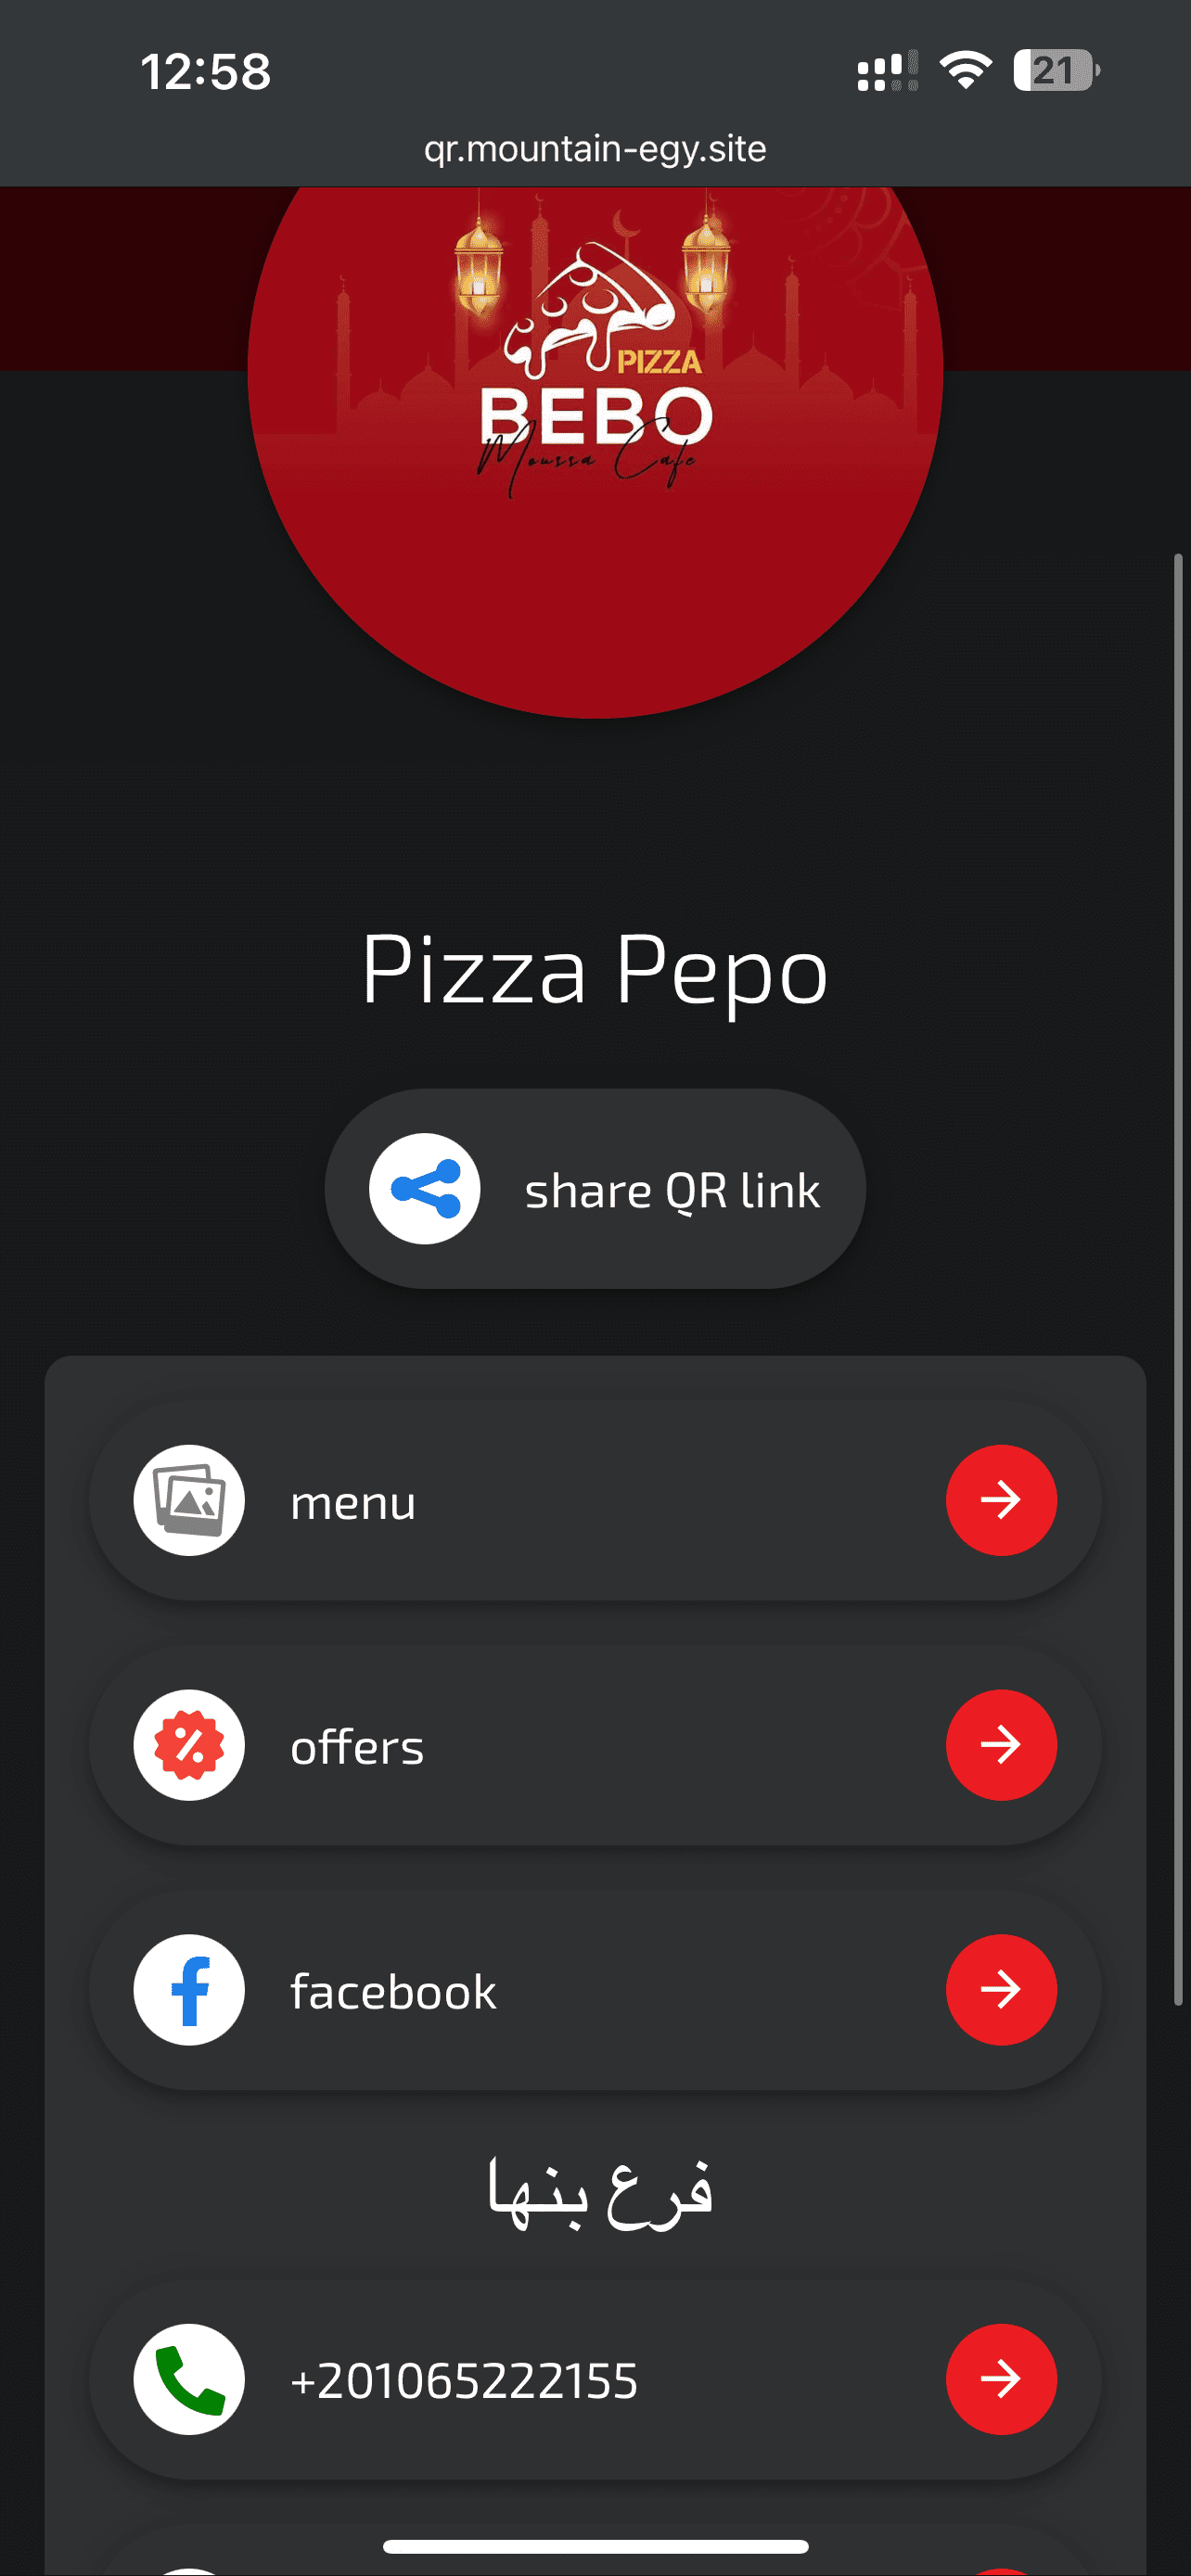 12:58
21
qr.mountain-egy.site
PIZZA
BEBO
Moussa Cafe
Pizza Pepo
share QR link
menu
offers
facebook
فرع بنها
+201065222155